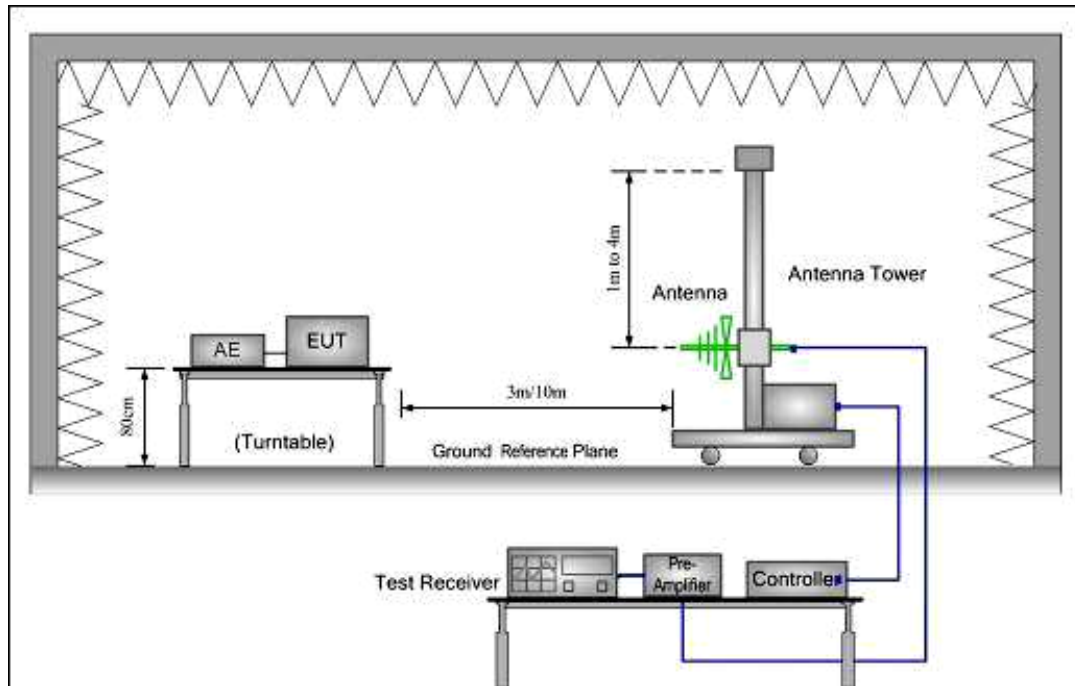 1m to 4m
Antenna
Antenna Tower
AE
EUT
80cm
(Turntable)
3m/10m
Ground Reference Plane
Test Receiver
Pre-
Amplifier
Controller